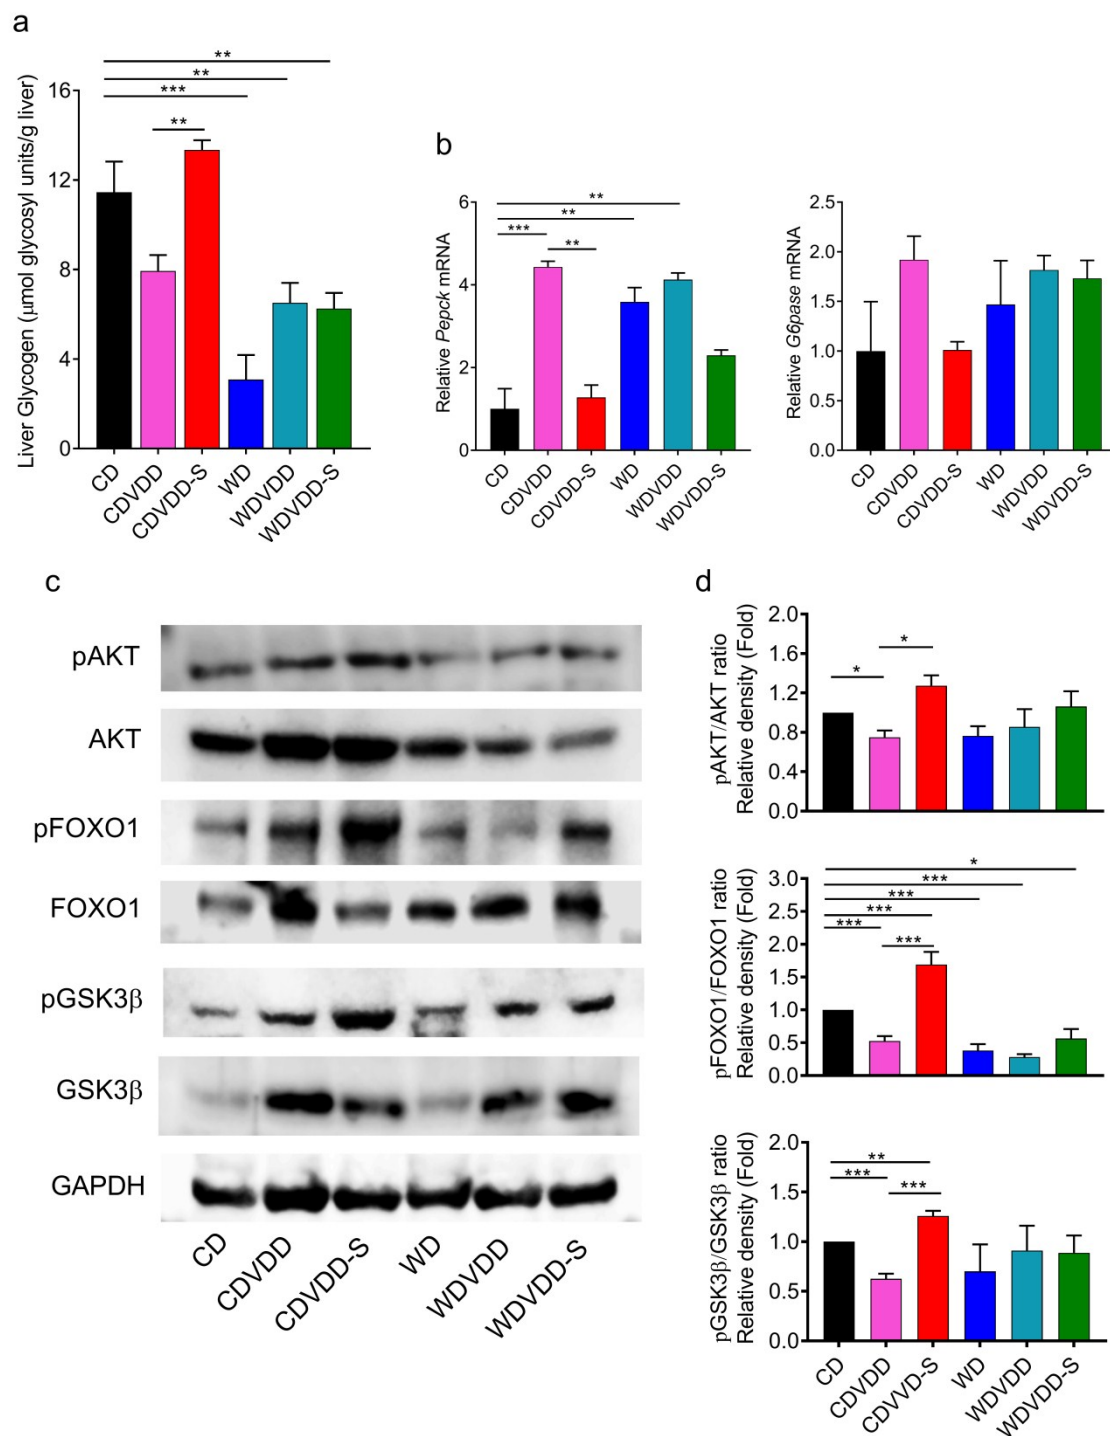 a
Liver Glycogen (μmol glycosyl units/g liver)
16
12
8
4
0
**
**
***
**
CD
CDVDD
CDVDD-S
WD
WDVDD
WDVDD-S
b
Relative Pepck mRNA
6
4
2
0
**
**
***
**
CD
CDVDD
CDVDD-S
WD
WDVDD
WDVDD-S
Relative G6pase mRNA
2.5
2.0
1.5
1.0
0.5
0.0
CD
CDVDD
CDVDD-S
WD
WDVDD
WDVDD-S
c
pAKT
AKT
pFOXO1
FOXO1
pGSK3β
GSK3β
GAPDH
CD
CDVDD
CDVDD-S
WD
WDVDD
WDVDD-S
d
pAKT/AKT ratio
Relative density (Fold)
2.0
1.6
1.2
0.8
0.4
0.0
*
*
pFOXO1/FOXO1 ratio
Relative density (Fold)
3.0
2.5
2.0
1.5
1.0
0.5
0.0
*
***
***
***
***
***
pGSK3β/GSK3β ratio
Relative density (Fold)
2.0
1.5
1.0
0.5
0.0
**
***
***
CD
CDVDD
CDVVD-S
WD
WDVDD
WDVDD-S